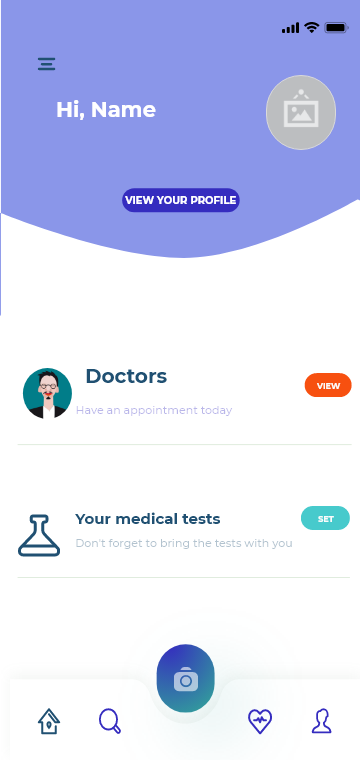 Hi, Name
VIEW YOUR PROFILE
Doctors
VIEW
Have an appointment today
Your medical tests
SET
Don't forget to bring the tests with you